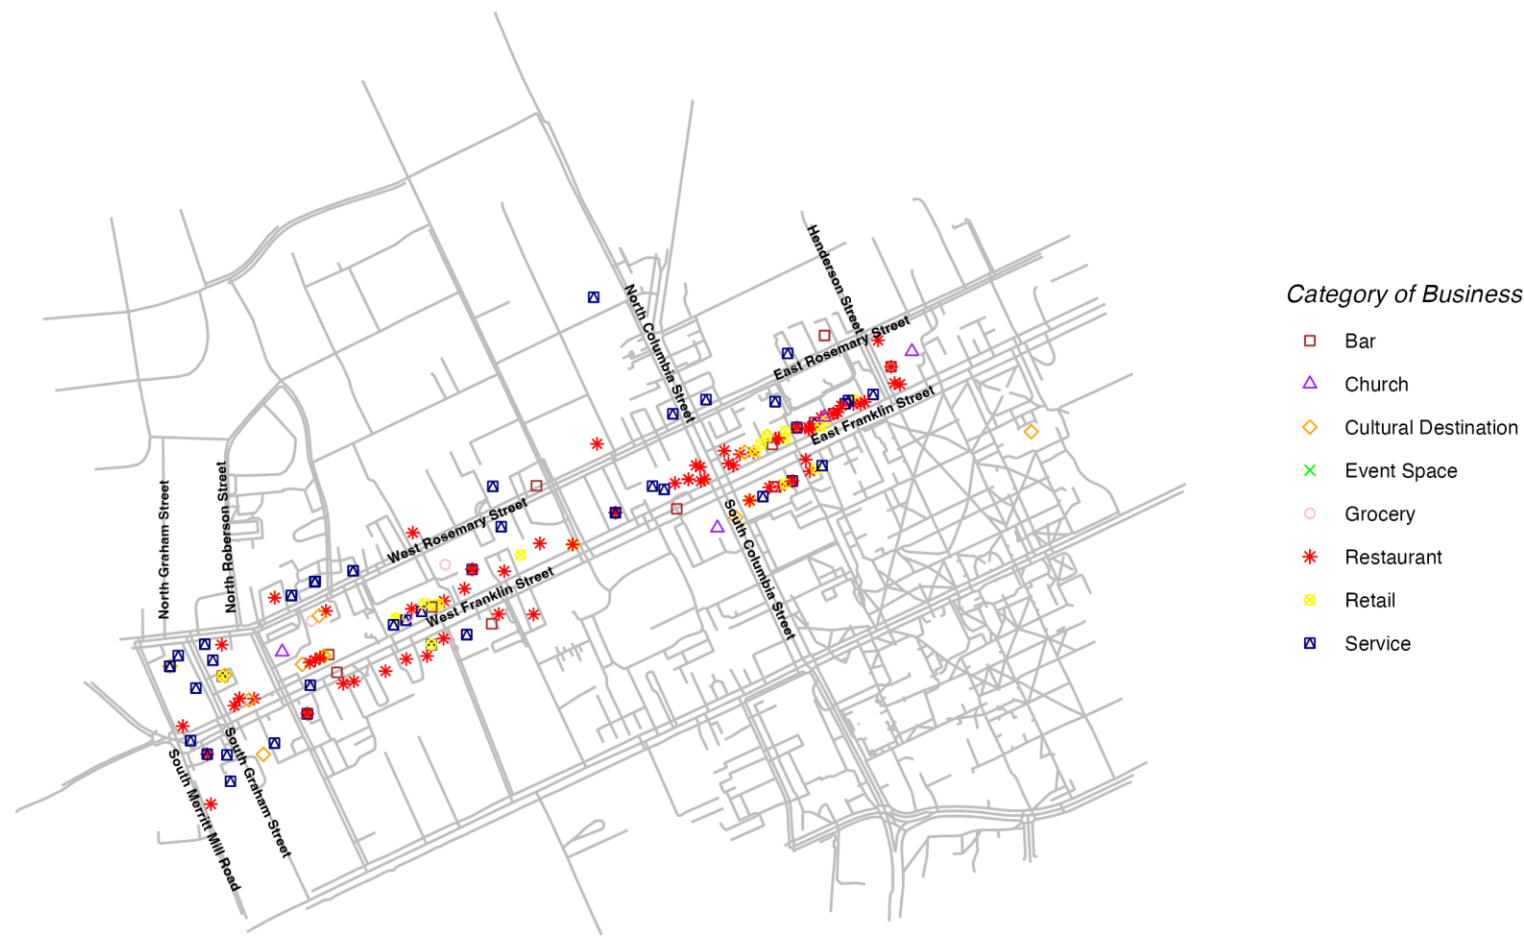 Henderson Street
North Columbia Street
East Rosemary Street
East Franklin Street
North Graham Street
North Roberson Street
West Rosemary Street
West Franklin Street
South Columbia Street
South Merritt Mill Road
South Graham Street
Category of Business
Bar
Church
Cultural Destination
Event Space
Grocery
Restaurant
Retail
Service